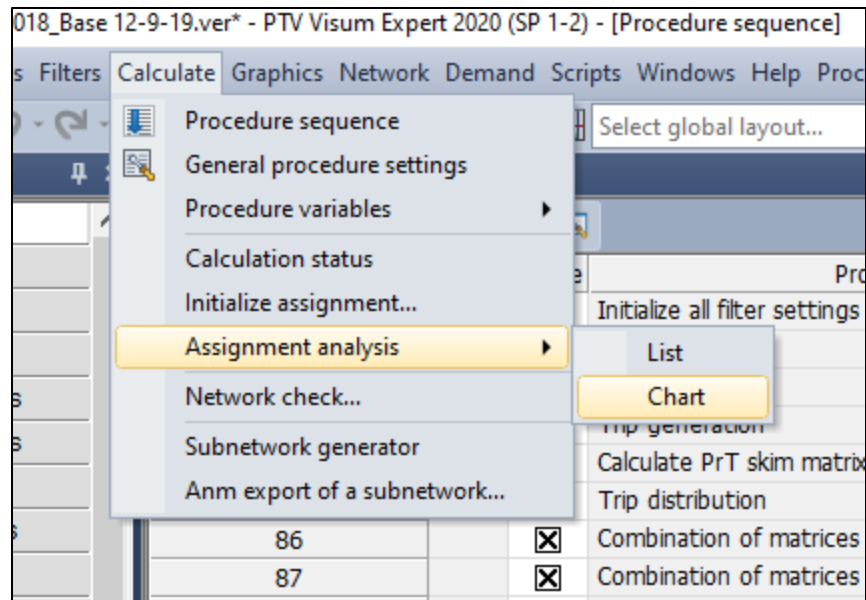 018_Base 12-9-19.ver* - PTV Visum Expert 2020 (SP 1-2) - [Procedure sequence]
s Filters Calculate Graphics Network Demand Scripts Windows Help Proc
Procedure sequence
Select global layout...
General procedure settings
Procedure variables
Calculation status
e Pro
Initialize assignment...
Initialize all filter settings
Assignment analysis
List
Network check...
Chart
s
Trip generation
Subnetwork generator
s
Calculate PrT skim matrix
Anm export of a subnetwork...
Trip distribution
s
86 Combination of matrices
87 Combination of matrices